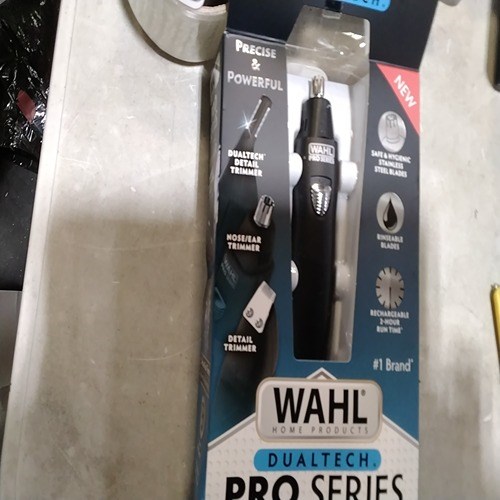 PRECISE
&
POWERFUL
DUALTECH®
DETAIL
TRIMMER
NOSE/EAR
TRIMMER
DETAIL
TRIMMER
WAHL
PRO SERIES
NEW
SAFE & HYGIENIC
STAINLESS
STEEL BLADES
RINSEABLE
BLADES
RECHARGEABLE
2-HOUR
RUN TIME*
#1 Brand*
WAHL®
HOME PRODUCTS
DUALTECH®
PRO SERIES